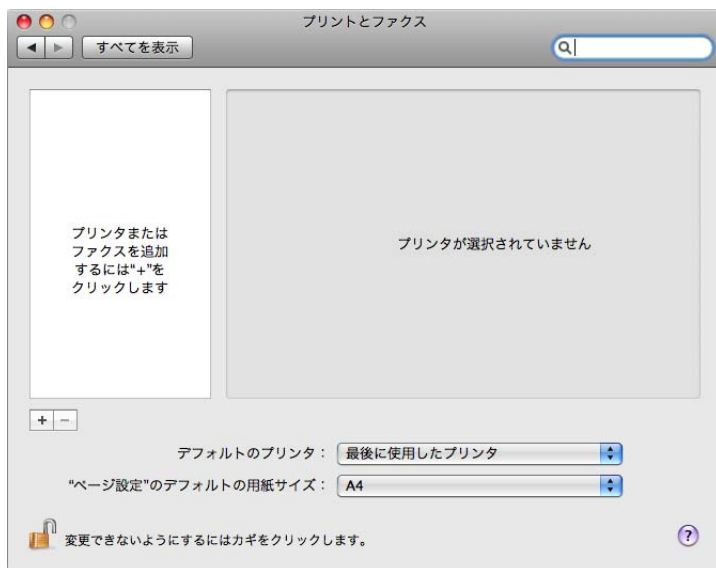 プリントとファクス
すべてを表示
プリンタまたは
ファクスを追加
するには“+”を
クリックします
プリンタが選択されていません
+ −
デフォルトのプリンタ： 最後に使用したプリンタ
“ページ設定”のデフォルトの用紙サイズ： A4
変更できないようにするにはカギをクリックします。 ?